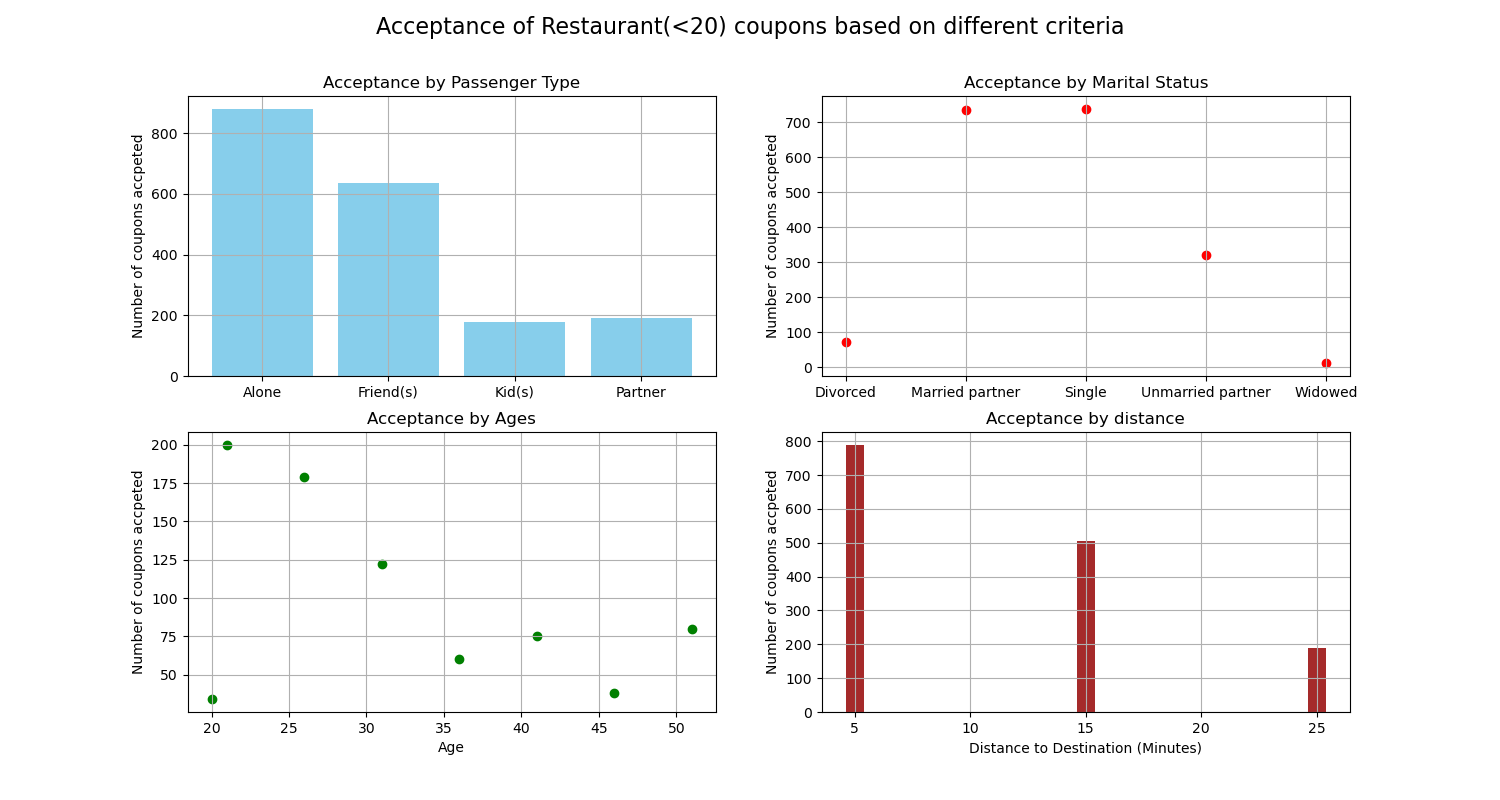 Acceptance of Restaurant(<20) coupons based on different criteria
Acceptance by Passenger Type
Number of coupons accpeted
800
600
400
200
0
Alone Friend(s) Kid(s) Partner
Acceptance by Marital Status
Number of coupons accpeted
700
600
500
400
300
200
100
0
Divorced Married partner Single Unmarried partner Widowed
Acceptance by Ages
Number of coupons accpeted
200
175
150
125
100
75
50
20 25 30 35 40 45 50
Age
Acceptance by distance
Number of coupons accpeted
800
700
600
500
400
300
200
100
0
5 10 15 20 25
Distance to Destination (Minutes)